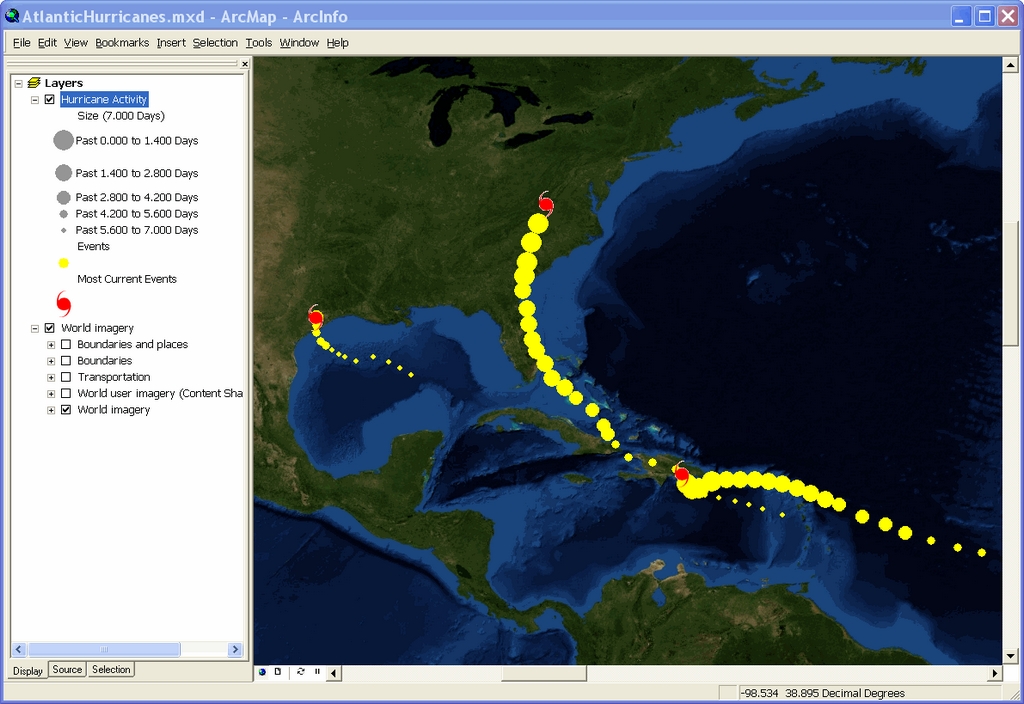 AtlanticHurricanes.mxd - ArcMap - ArcInfo
File Edit View Bookmarks Insert Selection Tools Window Help
Layers
Hurricane Activity
Size (7.000 Days)
Past 0.000 to 1.400 Days
Past 1.400 to 2.800 Days
Past 2.800 to 4.200 Days
Past 4.200 to 5.600 Days
Past 5.600 to 7.000 Days
Events
Most Current Events
World imagery
Boundaries and places
Boundaries
Transportation
World user imagery (Content Sha
World imagery
Display Source Selection
-98.534 38.895 Decimal Degrees